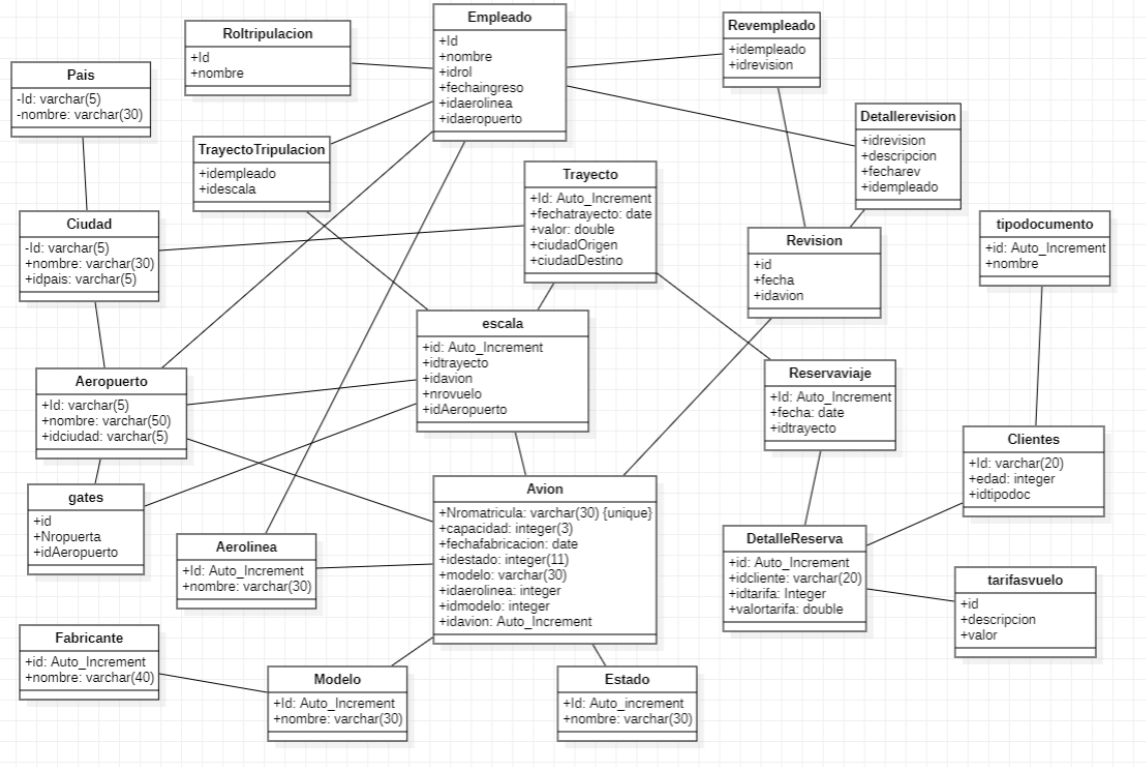 Empleado
+Id
+nombre
+idrol
+fechaingreso
+idaerolinea
+idaeropuerto
Roltripulacion
+Id
+nombre
Revempleado
+idempleado
+idrevision
Pais
-Id: varchar(5)
-nombre: varchar(30)
Detallerevision
+idrevision
+descripcion
+fecharev
+idempleado
TrayectoTripulacion
+idempleado
+idescala
Trayecto
+Id: Auto_Increment
+fechatrayecto: date
+valor: double
+ciudadOrigen
+ciudadDestino
Ciudad
-Id: varchar(5)
+nombre: varchar(30)
+idpais: varchar(5)
tipodocumento
+id: Auto_Increment
+nombre
Revision
+id
+fecha
+idavion
escala
+id: Auto_Increment
+idtrayecto
+idavion
+nrovuelo
+idAeropuerto
Aeropuerto
+Id: varchar(5)
+nombre: varchar(50)
+idciudad: varchar(5)
Reservaviaje
+Id: Auto_Increment
+fecha: date
+idtrayecto
Clientes
+Id: varchar(20)
+edad: integer
+idtipodoc
gates
+id
+Nropuerta
+idAeropuerto
Avion
+Nromatricula: varchar(30) {unique}
+capacidad: integer(3)
+fechafabricacion: date
+idestado: integer(11)
+modelo: varchar(30)
+idaerolinea: integer
+idmodelo: integer
+idavion: Auto_Increment
Aerolinea
+Id: Auto_Increment
+nombre: varchar(30)
DetalleReserva
+id: Auto_Increment
+idcliente: varchar(20)
+idtarifa: Integer
+valortarifa: double
tarifasvuelo
+id
+descripcion
+valor
Fabricante
+id: Auto_Increment
+nombre: varchar(40)
Modelo
+Id: Auto_Increment
+nombre: varchar(30)
Estado
+Id: Auto_increment
+nombre: varchar(30)